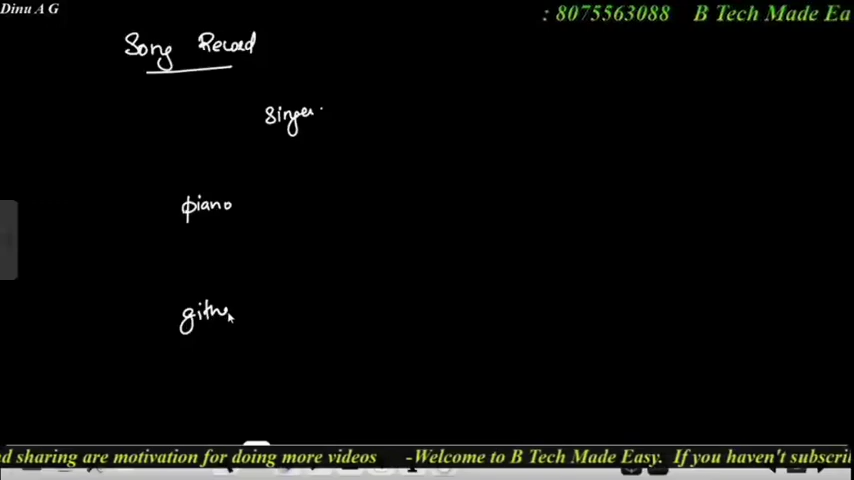 Dinu A G
: 8075563088 B Tech Made Ea
Song Record
singer
piano
githr
nd sharing are motivation for doing more videos -Welcome to B Tech Made Easy. If you haven't subscri